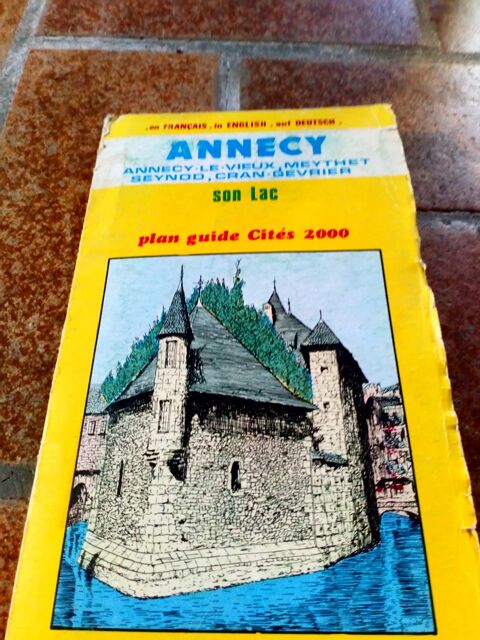 . en FRANÇAIS . in ENGLISH . auf DEUTSCH .
ANNECY
ANNECY-LE-VIEUX, MEYTHET
SEYNOD, CRAN-GEVRIER
son Lac
plan guide Cités 2000